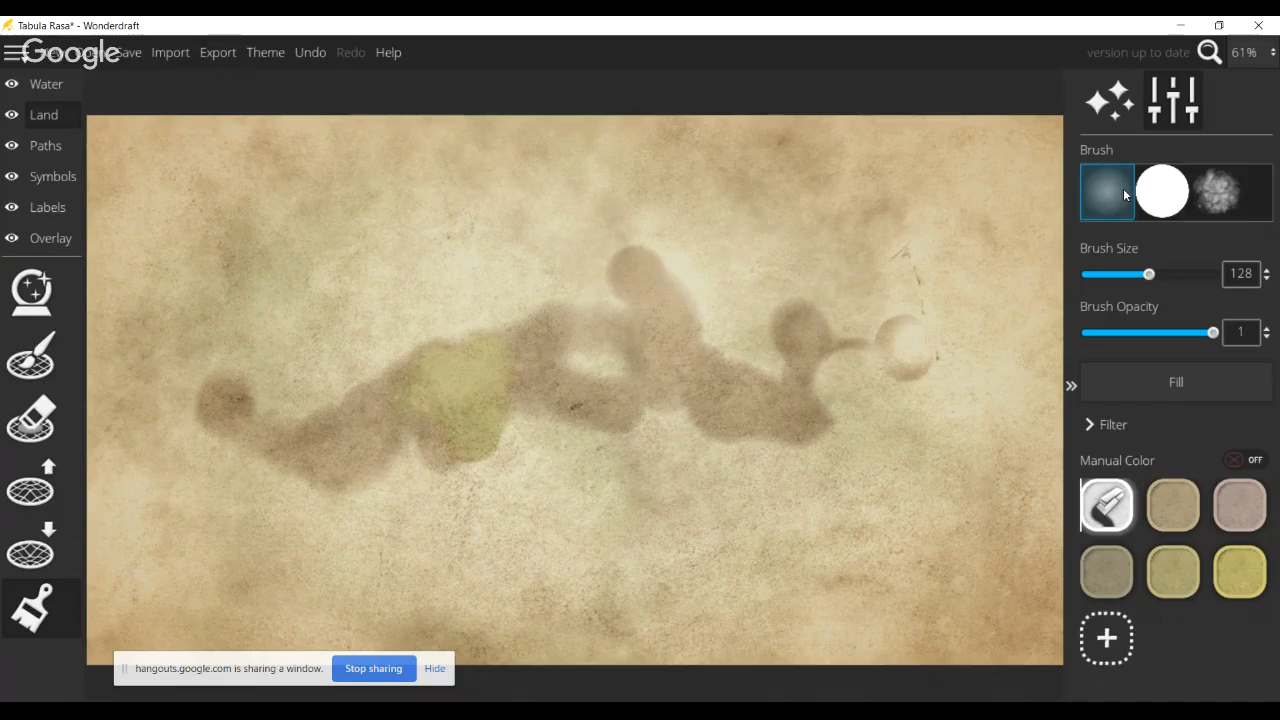 Tabula Rasa* - Wonderdraft
Google Save Import Export Theme Undo Redo Help version up to date 61%
Water
Land
Paths
Symbols
Labels
Overlay
Brush
Brush Size
128
Brush Opacity
1
Fill
Filter
Manual Color OFF
hangouts.google.com is sharing a window. Stop sharing Hide